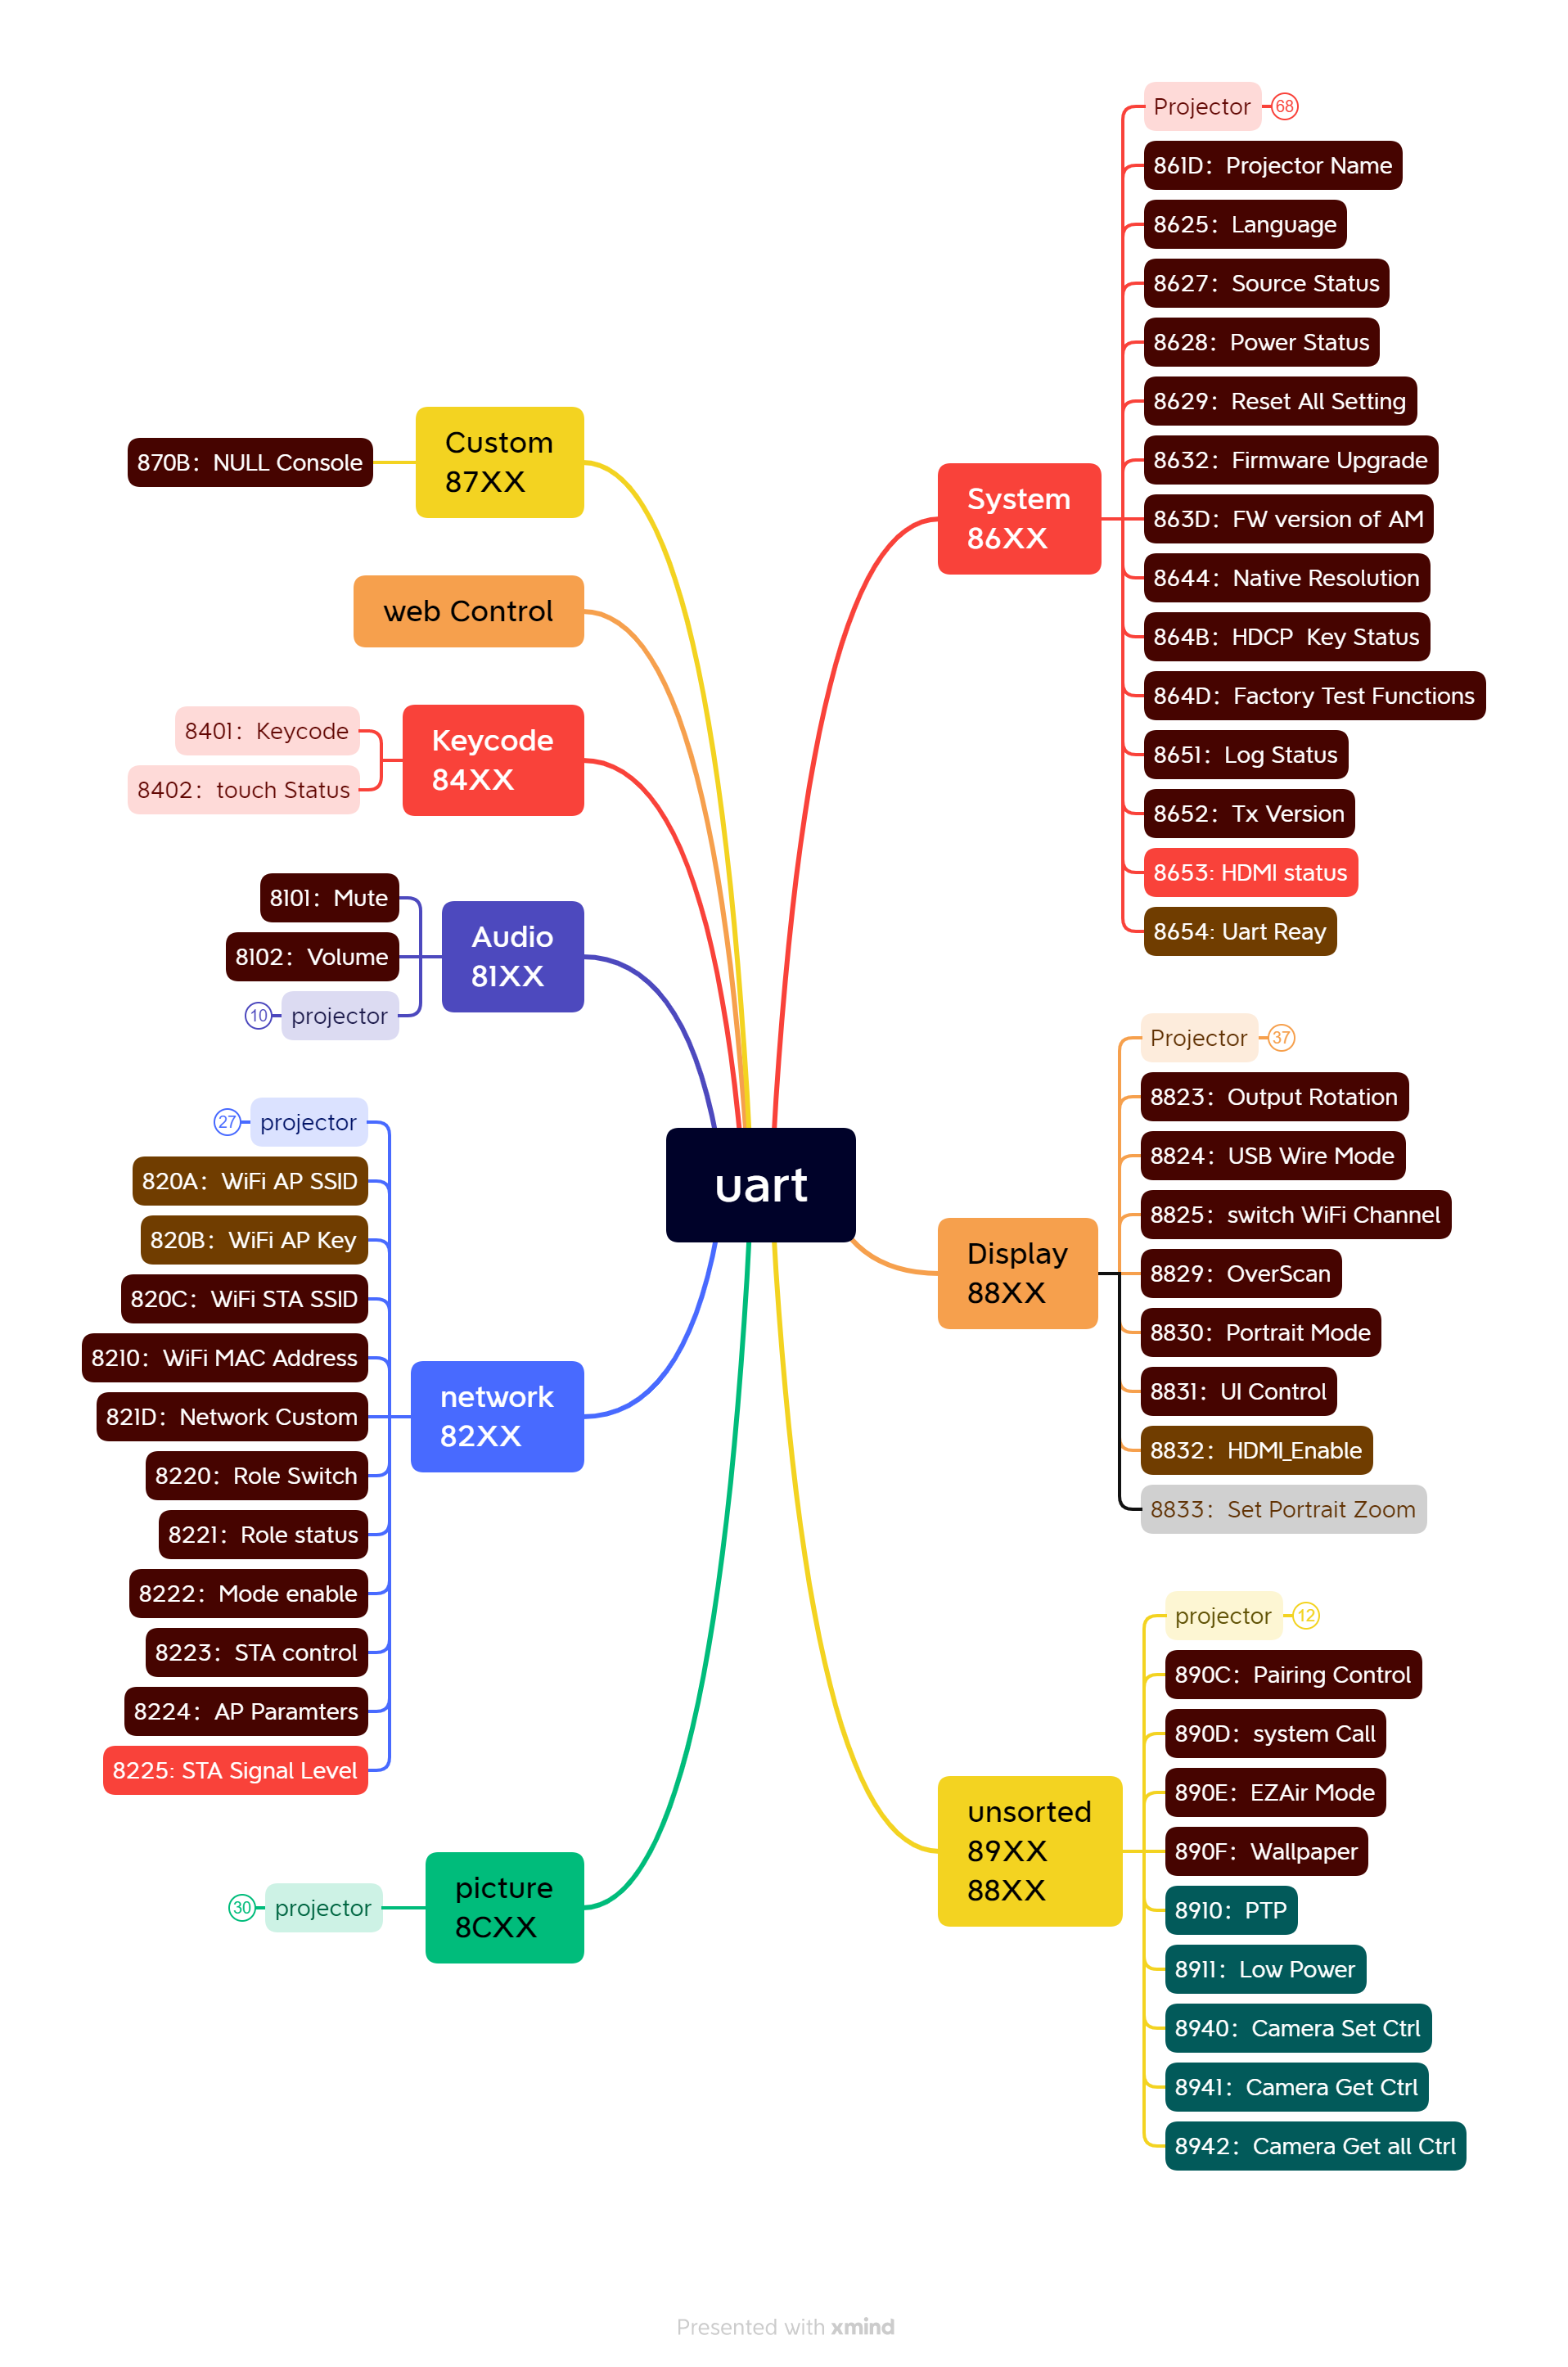 uart
System
86XX
Projector
68
861D：Projector Name
8625：Language
8627：Source Status
8628：Power Status
8629：Reset All Setting
8632：Firmware Upgrade
863D：FW version of AM
8644：Native Resolution
864B：HDCP  Key Status
864D：Factory Test Functions
8651：Log Status
8652：Tx Version
8653: HDMI status
8654: Uart Reay
Display
88XX
Projector
37
8823：Output Rotation
8824：USB Wire Mode
8825：switch WiFi Channel
8829：OverScan
8830：Portrait Mode
8831：UI Control
8832：HDMI_Enable
8833：Set Portrait Zoom
unsorted
89XX
88XX
projector
12
890C：Pairing Control
890D：system Call
890E：EZAir Mode
890F：Wallpaper
8910：PTP
8911：Low Power
8940：Camera Set Ctrl
8941：Camera Get Ctrl
8942：Camera Get all Ctrl
Custom
87XX
870B：NULL Console
web Control
Keycode
84XX
8401：Keycode
8402：touch Status
Audio
81XX
8101：Mute
8102：Volume
projector
10
network
82XX
projector
27
820A：WiFi AP SSID
820B：WiFi AP Key
820C：WiFi STA SSID
8210：WiFi MAC Address
821D：Network Custom
8220：Role Switch
8221：Role status
8222：Mode enable
8223：STA control
8224：AP Paramters
8225: STA Signal Level
picture
8CXX
projector
30
Presented with xmind